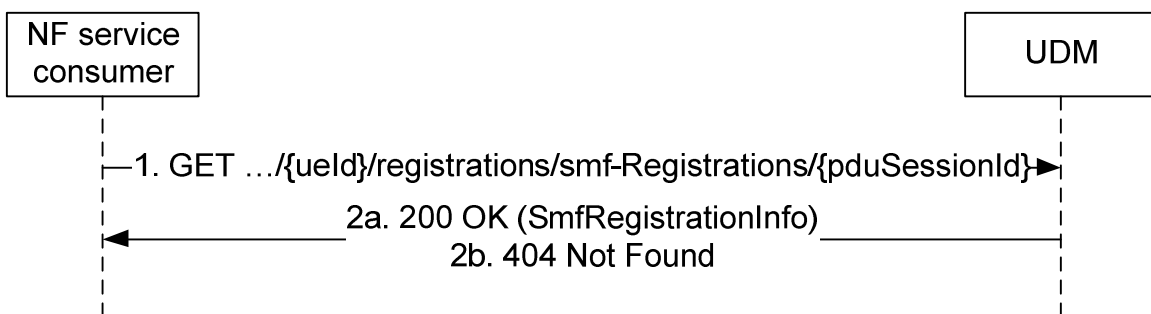 NF service
consumer
UDM
1. GET …/{ueId}/registrations/smf-Registrations/{pduSessionId}
2a. 200 OK (SmfRegistrationInfo)
2b. 404 Not Found